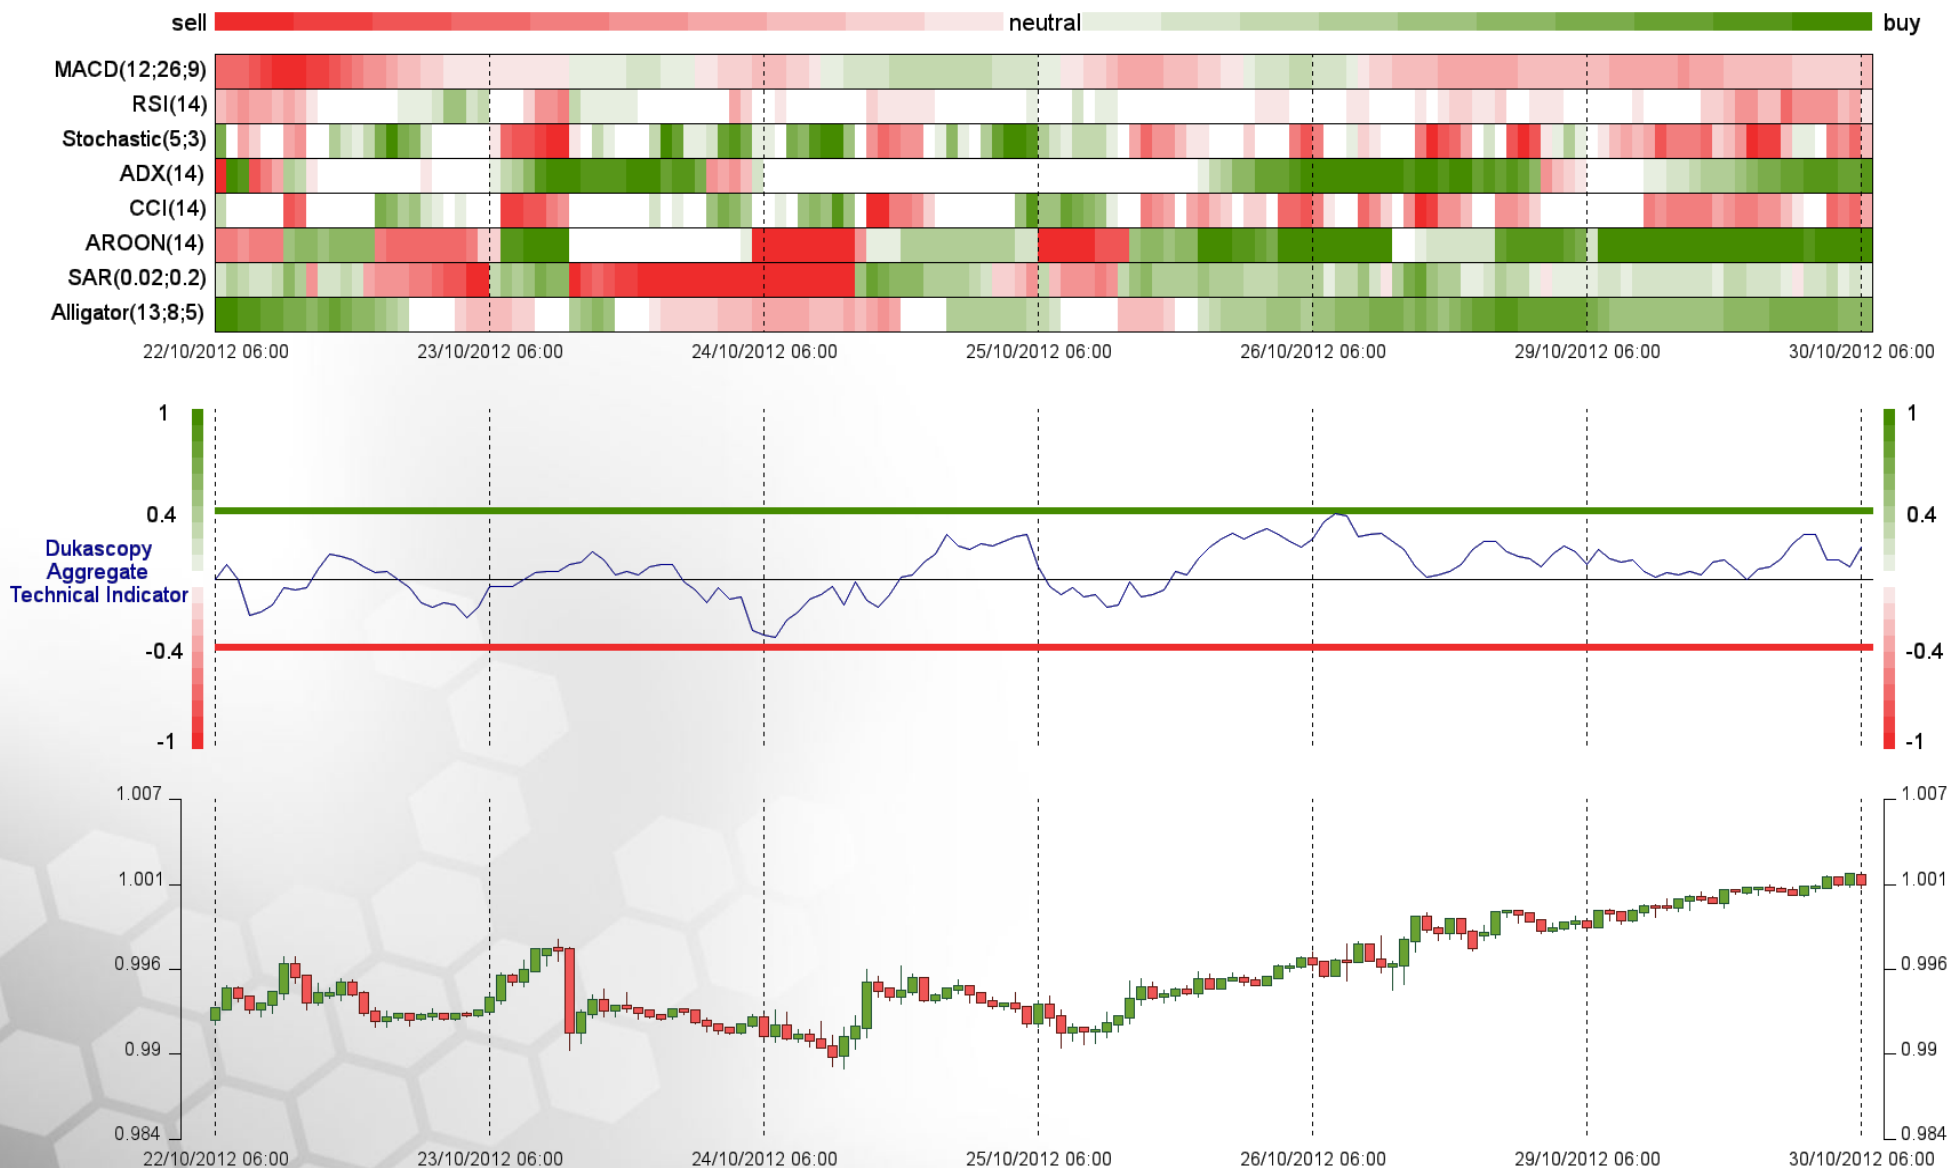 sell neutral buy
MACD(12;26;9)
RSI(14)
Stochastic(5;3)
ADX(14)
CCI(14)
AROON(14)
SAR(0.02;0.2)
Alligator(13;8;5)
22/10/2012 06:00 23/10/2012 06:00 24/10/2012 06:00 25/10/2012 06:00 26/10/2012 06:00 29/10/2012 06:00 30/10/2012 06:00
1 1
0.4 0.4
Dukascopy
Aggregate
Technical Indicator
-0.4 -0.4
-1 -1
1.007 1.007
1.001 1.001
0.996 0.996
0.99 0.99
0.984 0.984
22/10/2012 06:00 23/10/2012 06:00 24/10/2012 06:00 25/10/2012 06:00 26/10/2012 06:00 29/10/2012 06:00 30/10/2012 06:00